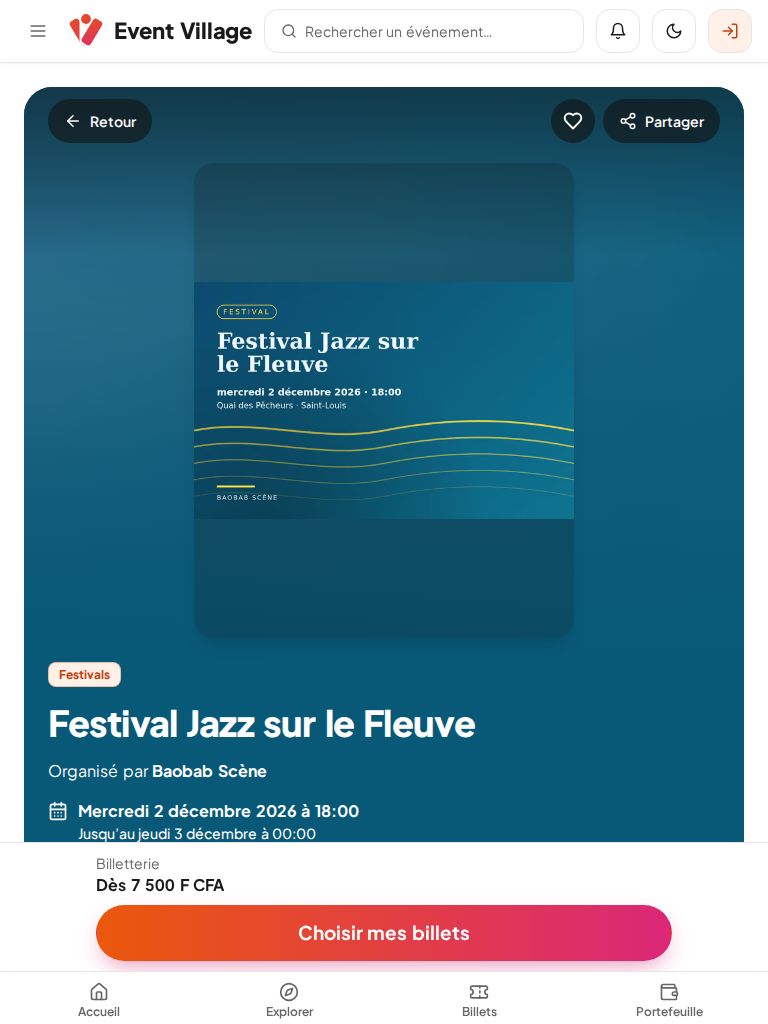 Event Village
Rechercher un événement...
Retour
Partager
FESTIVAL
Festival Jazz sur
le Fleuve
mercredi 2 décembre 2026 · 18:00
Quai des Pêcheurs · Saint-Louis
BAOBAB SCÈNE
Festivals
Festival Jazz sur le Fleuve
Organisé par Baobab Scène
Mercredi 2 décembre 2026 à 18:00
Jusqu'au jeudi 3 décembre à 00:00
Billetterie
Dès 7 500 F CFA
Choisir mes billets
Accueil
Explorer
Billets
Portefeuille